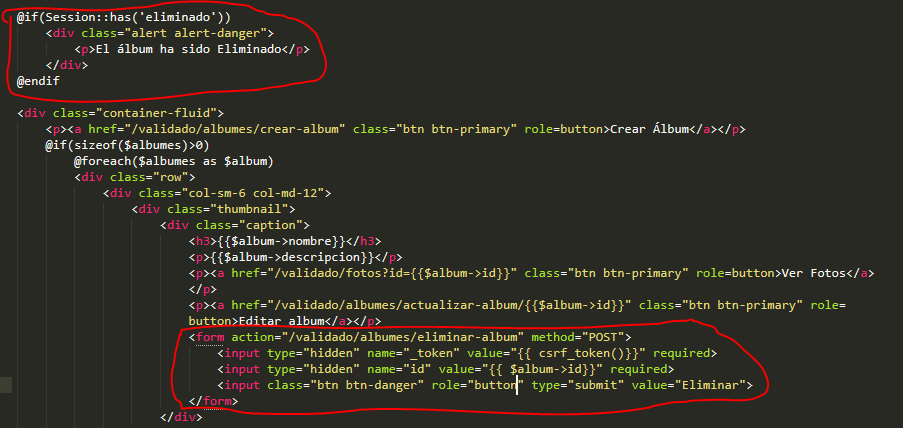 @if(Session::has('eliminado'))
<div class="alert alert-danger">
<p>El álbum ha sido Eliminado</p>
</div>
@endif
<div class="container-fluid">
<p><a href="/validado/albumes/crear-album" class="btn btn-primary" role=button>Crear Álbum</a></p>
@if(sizeof($albumes)>0)
@foreach($albumes as $album)
<div class="row">
<div class="col-sm-6 col-md-12">
<div class="thumbnail">
<div class="caption">
<h3>{{$album->nombre}}</h3>
<p>{{$album->descripcion}}</p>
<p><a href="/validado/fotos?id={{$album->id}}" class="btn btn-primary" role=button>Ver Fotos</a>
</p>
<p><a href="/validado/albumes/actualizar-album/{{$album->id}}" class="btn btn-primary" role=
button>Editar album</a></p>
<form action="/validado/albumes/eliminar-album" method="POST">
<input type="hidden" name="_token" value="{{ csrf_token()}}" required>
<input type="hidden" name="id" value="{{ $album->id}}" required>
<input class="btn btn-danger" role="button" type="submit" value="Eliminar">
</form>
</div>